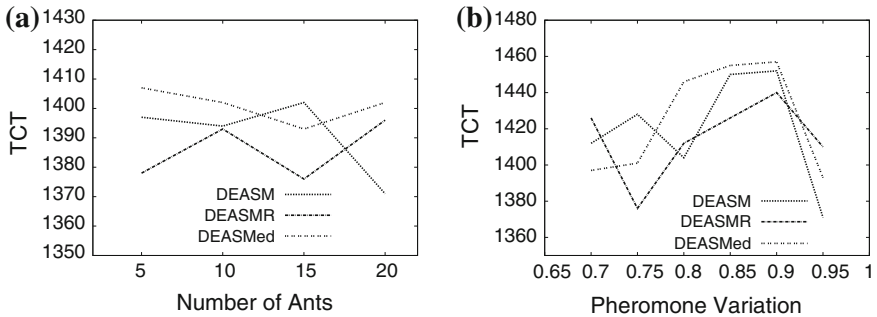 (a)
TCT
1430
1420
1410
1400
1390
1380
1370
1360
1350
DEASM
DEASMR
DEASMed
5 10 15 20
Number of Ants
(b)
TCT
1480
1460
1440
1420
1400
1380
1360
DEASM
DEASMR
DEASMed
0.65 0.7 0.75 0.8 0.85 0.9 0.95 1
Pheromone Variation